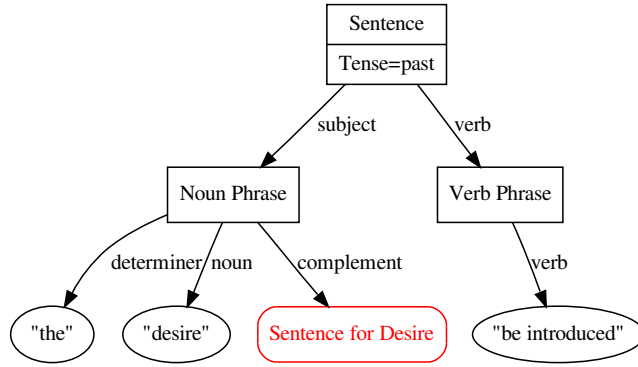 Sentence
Tense=past
subject
verb
Noun Phrase
Verb Phrase
determiner
noun
complement
verb
"the"
"desire"
Sentence for Desire
"be introduced"